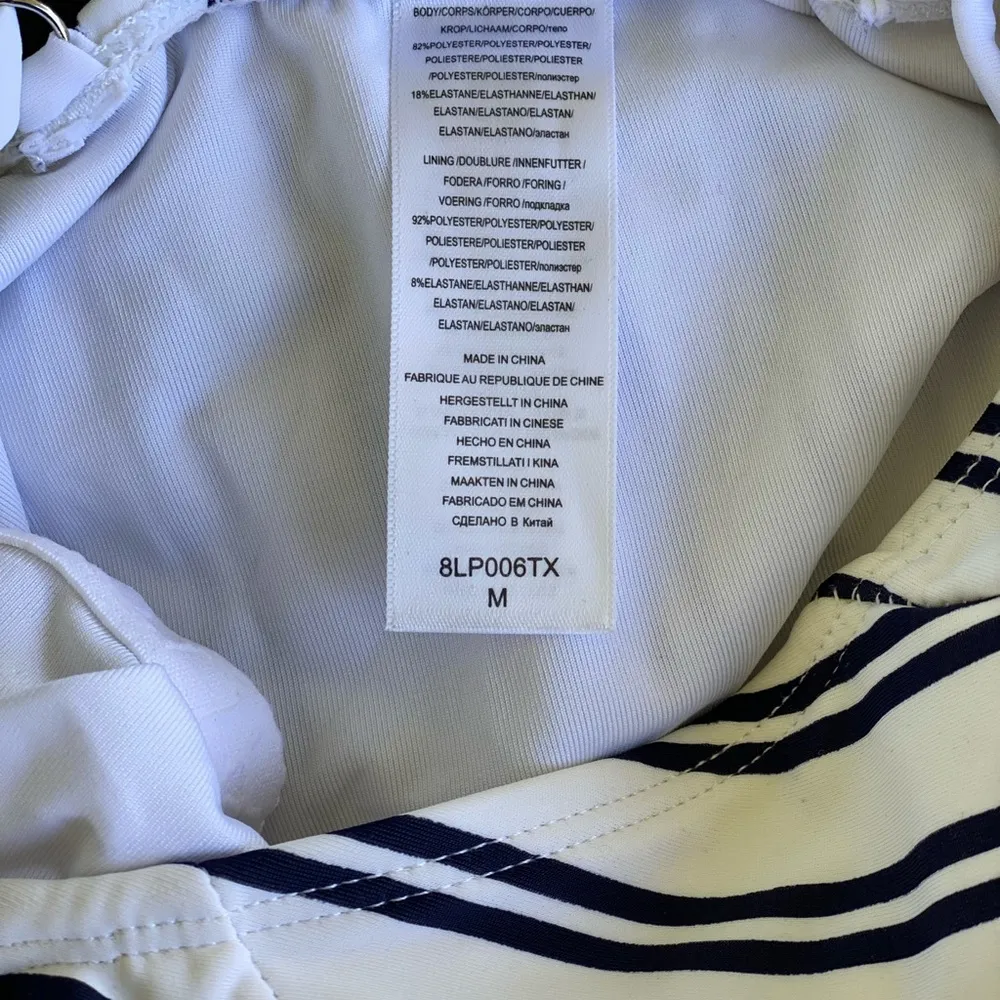 BODY/CORPS/KÖRPER/CORPO/CUERPO/
KROP/LICHAAM/CORPO/тело
82%POLYESTER/POLYESTER/POLYESTER/
POLIESTERE/POLIESTER/POLIESTER
/POLYESTER/POLIESTER/полиэстер
18%ELASTANE/ELASTHANNE/ELASTHAN/
ELASTAN/ELASTANO/ELASTAN/
ELASTAN/ELASTANO/эластан
LINING /DOUBLURE /INNENFUTTER /
FODERA /FORRO /FORING /
VOERING /FORRO /подкладка
92%POLYESTER/POLYESTER/POLYESTER/
POLIESTERE/POLIESTER/POLIESTER
/POLYESTER/POLIESTER/полиэстер
8%ELASTANE/ELASTHANNE/ELASTHAN/
ELASTAN/ELASTANO/ELASTAN/
ELASTAN/ELASTANO/эластан
MADE IN CHINA
FABRIQUE AU REPUBLIQUE DE CHINE
HERGESTELLT IN CHINA
FABBRICATI IN CINESE
HECHO EN CHINA
FREMSTILLATI I KINA
MAAKTEN IN CHINA
FABRICADO EM CHINA
СДЕЛАНО В Китай
8LP006TX
M